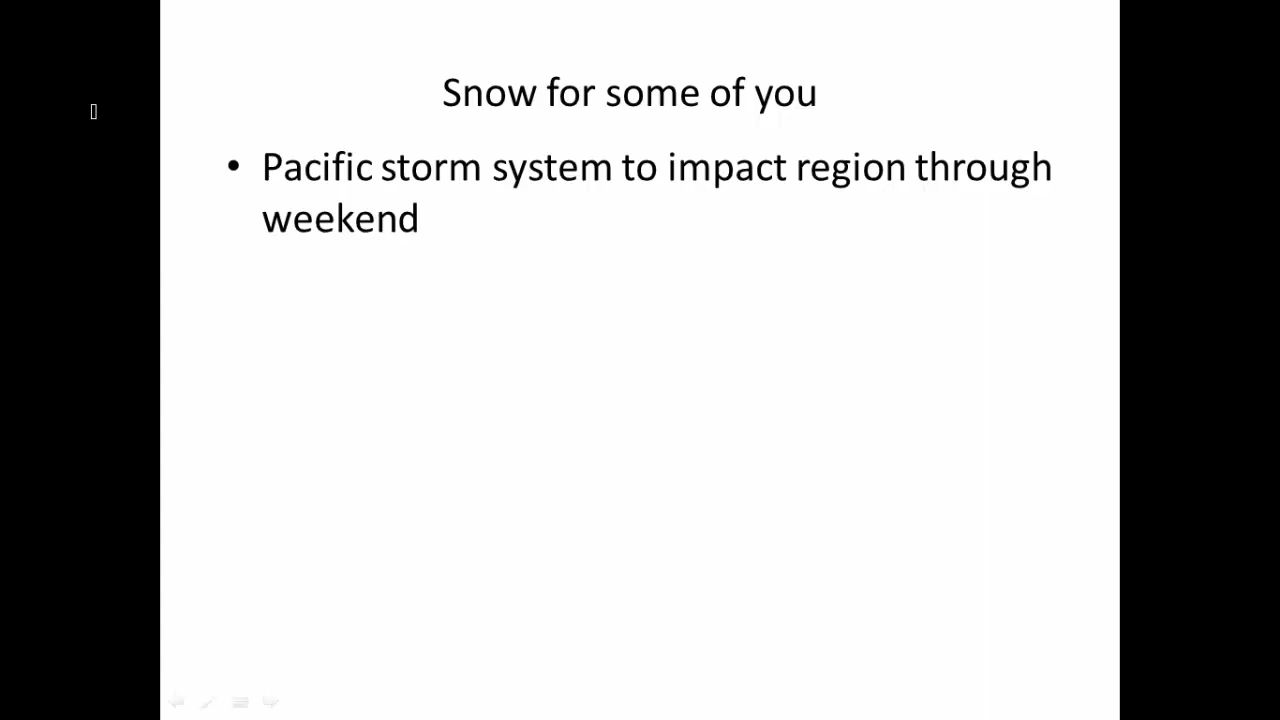 Snow for some of you
• Pacific storm system to impact region through
weekend